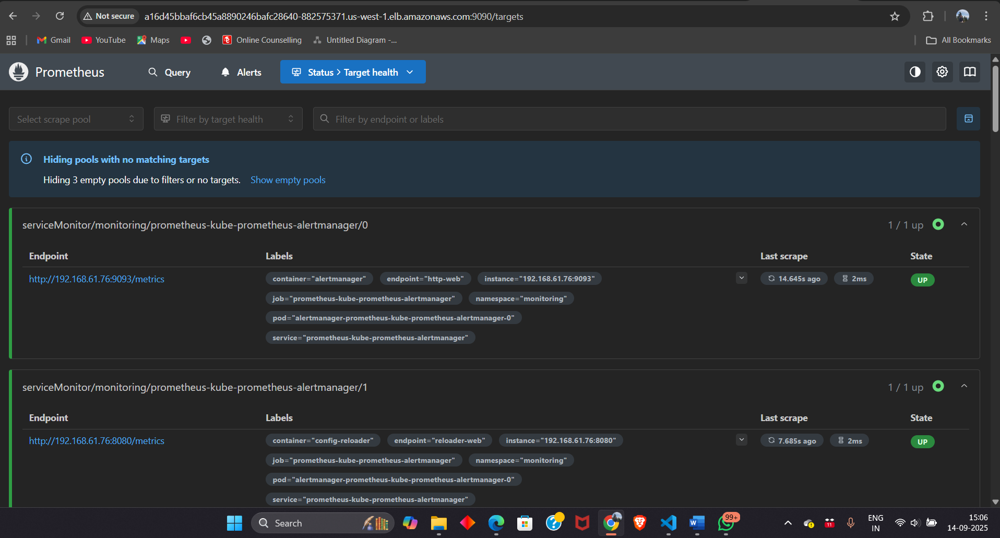 Not secure a16d45bbaf6cb45a8890246bafc28640-882575371.us-west-1.elb.amazonaws.com:9090/targets
Gmail YouTube Maps Online Counselling Untitled Diagram -... All Bookmarks
Prometheus Query Alerts Status > Target health
Select scrape pool Filter by target health Filter by endpoint or labels
Hiding pools with no matching targets
Hiding 3 empty pools due to filters or no targets. Show empty pools
serviceMonitor/monitoring/prometheus-kube-prometheus-alertmanager/0 1 / 1 up
Endpoint Labels Last scrape State
http://192.168.61.76:9093/metrics container="alertmanager" endpoint="http-web" instance="192.168.61.76:9093" 14.645s ago 2ms UP
job="prometheus-kube-prometheus-alertmanager" namespace="monitoring"
pod="alertmanager-prometheus-kube-prometheus-alertmanager-0"
service="prometheus-kube-prometheus-alertmanager"
serviceMonitor/monitoring/prometheus-kube-prometheus-alertmanager/1 1 / 1 up
Endpoint Labels Last scrape State
http://192.168.61.76:8080/metrics container="config-reloader" endpoint="reloader-web" instance="192.168.61.76:8080" 7.685s ago 2ms UP
job="prometheus-kube-prometheus-alertmanager" namespace="monitoring"
pod="alertmanager-prometheus-kube-prometheus-alertmanager-0"
service="prometheus-kube-prometheus-alertmanager"
Search 99+ 11 ENG 15:06
IN 14-09-2025